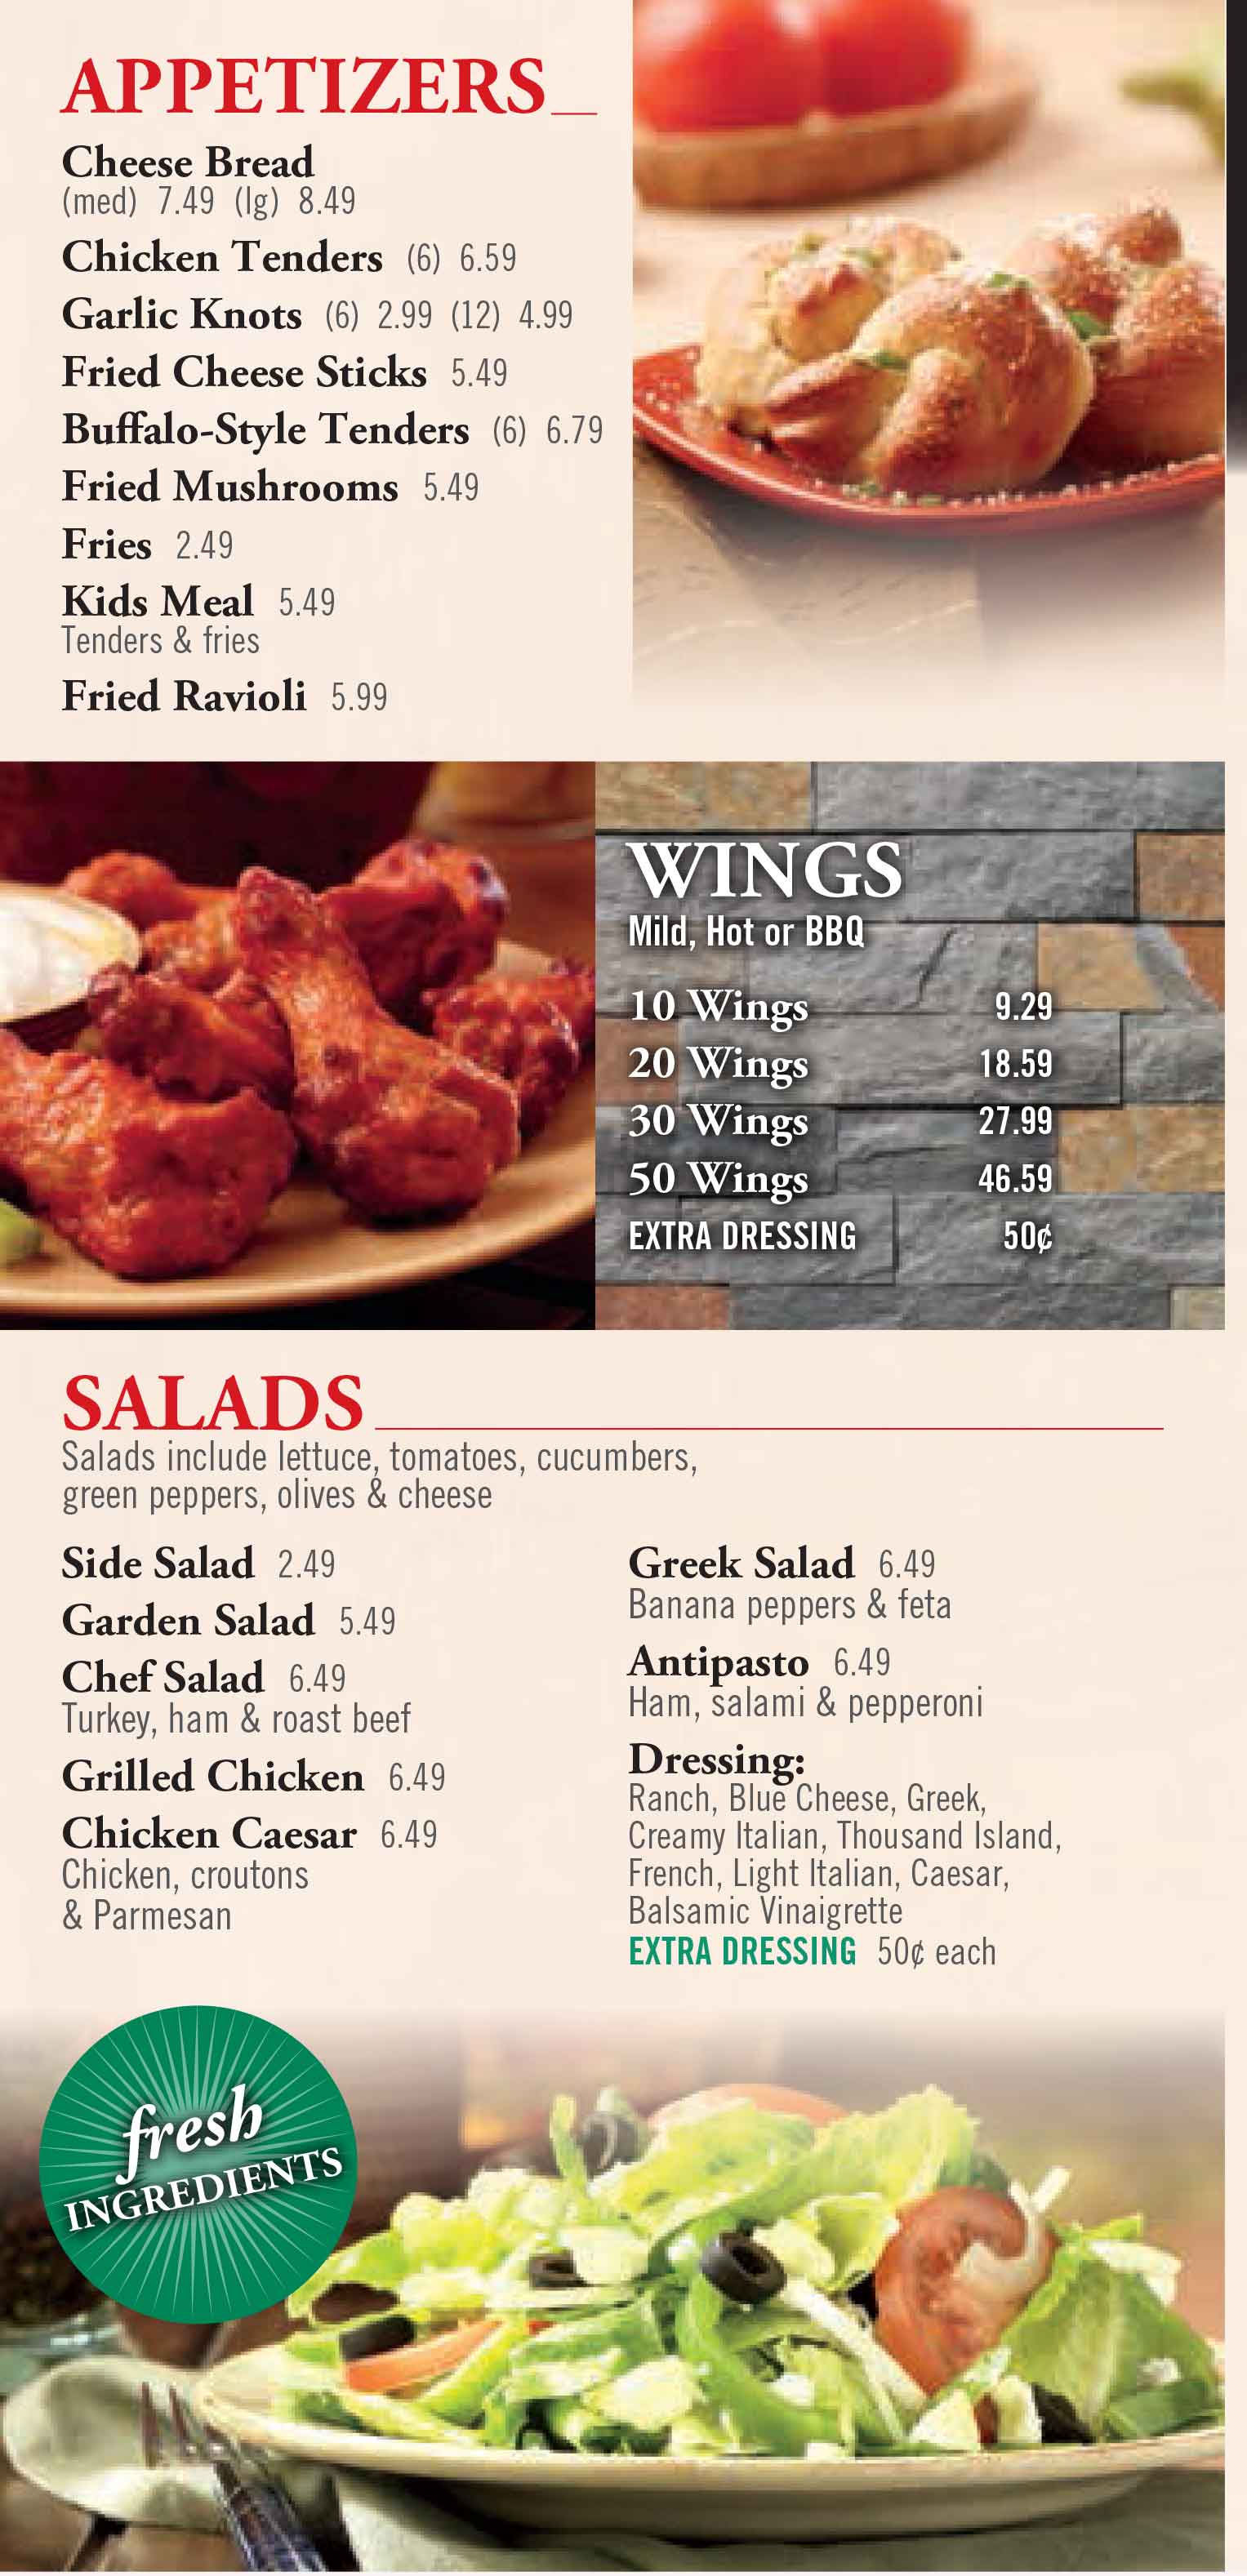 APPETIZERS
Cheese Bread
(med) 7.49 (lg) 8.49
Chicken Tenders (6) 6.59
Garlic Knots (6) 2.99 (12) 4.99
Fried Cheese Sticks 5.49
Buffalo-Style Tenders (6) 6.79
Fried Mushrooms 5.49
Fries 2.49
Kids Meal 5.49
Tenders & fries
Fried Ravioli 5.99
WINGS
Mild, Hot or BBQ
10 Wings 9.29
20 Wings 18.59
30 Wings 27.99
50 Wings 46.59
EXTRA DRESSING 50¢
SALADS
Salads include lettuce, tomatoes, cucumbers,
green peppers, olives & cheese
Side Salad 2.49
Garden Salad 5.49
Chef Salad 6.49
Turkey, ham & roast beef
Grilled Chicken 6.49
Chicken Caesar 6.49
Chicken, croutons
& Parmesan
Greek Salad 6.49
Banana peppers & feta
Antipasto 6.49
Ham, salami & pepperoni
Dressing:
Ranch, Blue Cheese, Greek,
Creamy Italian, Thousand Island,
French, Light Italian, Caesar,
Balsamic Vinaigrette
EXTRA DRESSING 50¢ each
fresh
INGREDIENTS